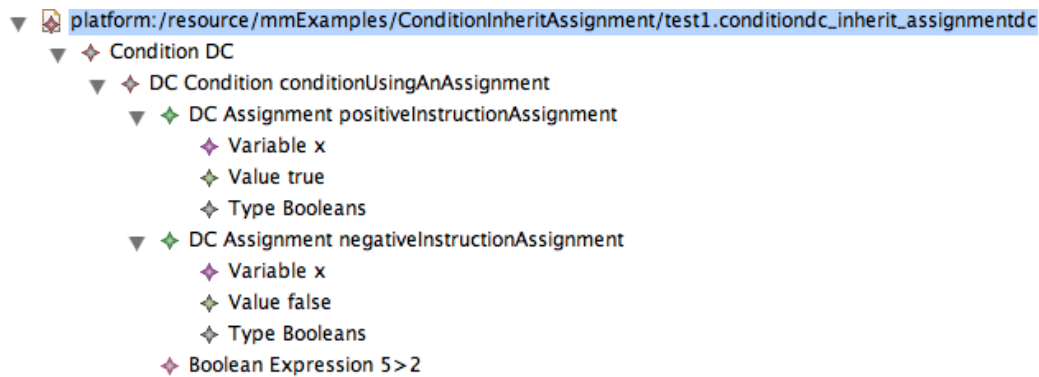 platform:/resource/mmExamples/ConditionInheritAssignment/test1.conditiondc_inherit_assignmentdc
Condition DC
DC Condition conditionUsingAnAssignment
DC Assignment positiveInstructionAssignment
Variable x
Value true
Type Booleans
DC Assignment negativeInstructionAssignment
Variable x
Value false
Type Booleans
Boolean Expression 5>2